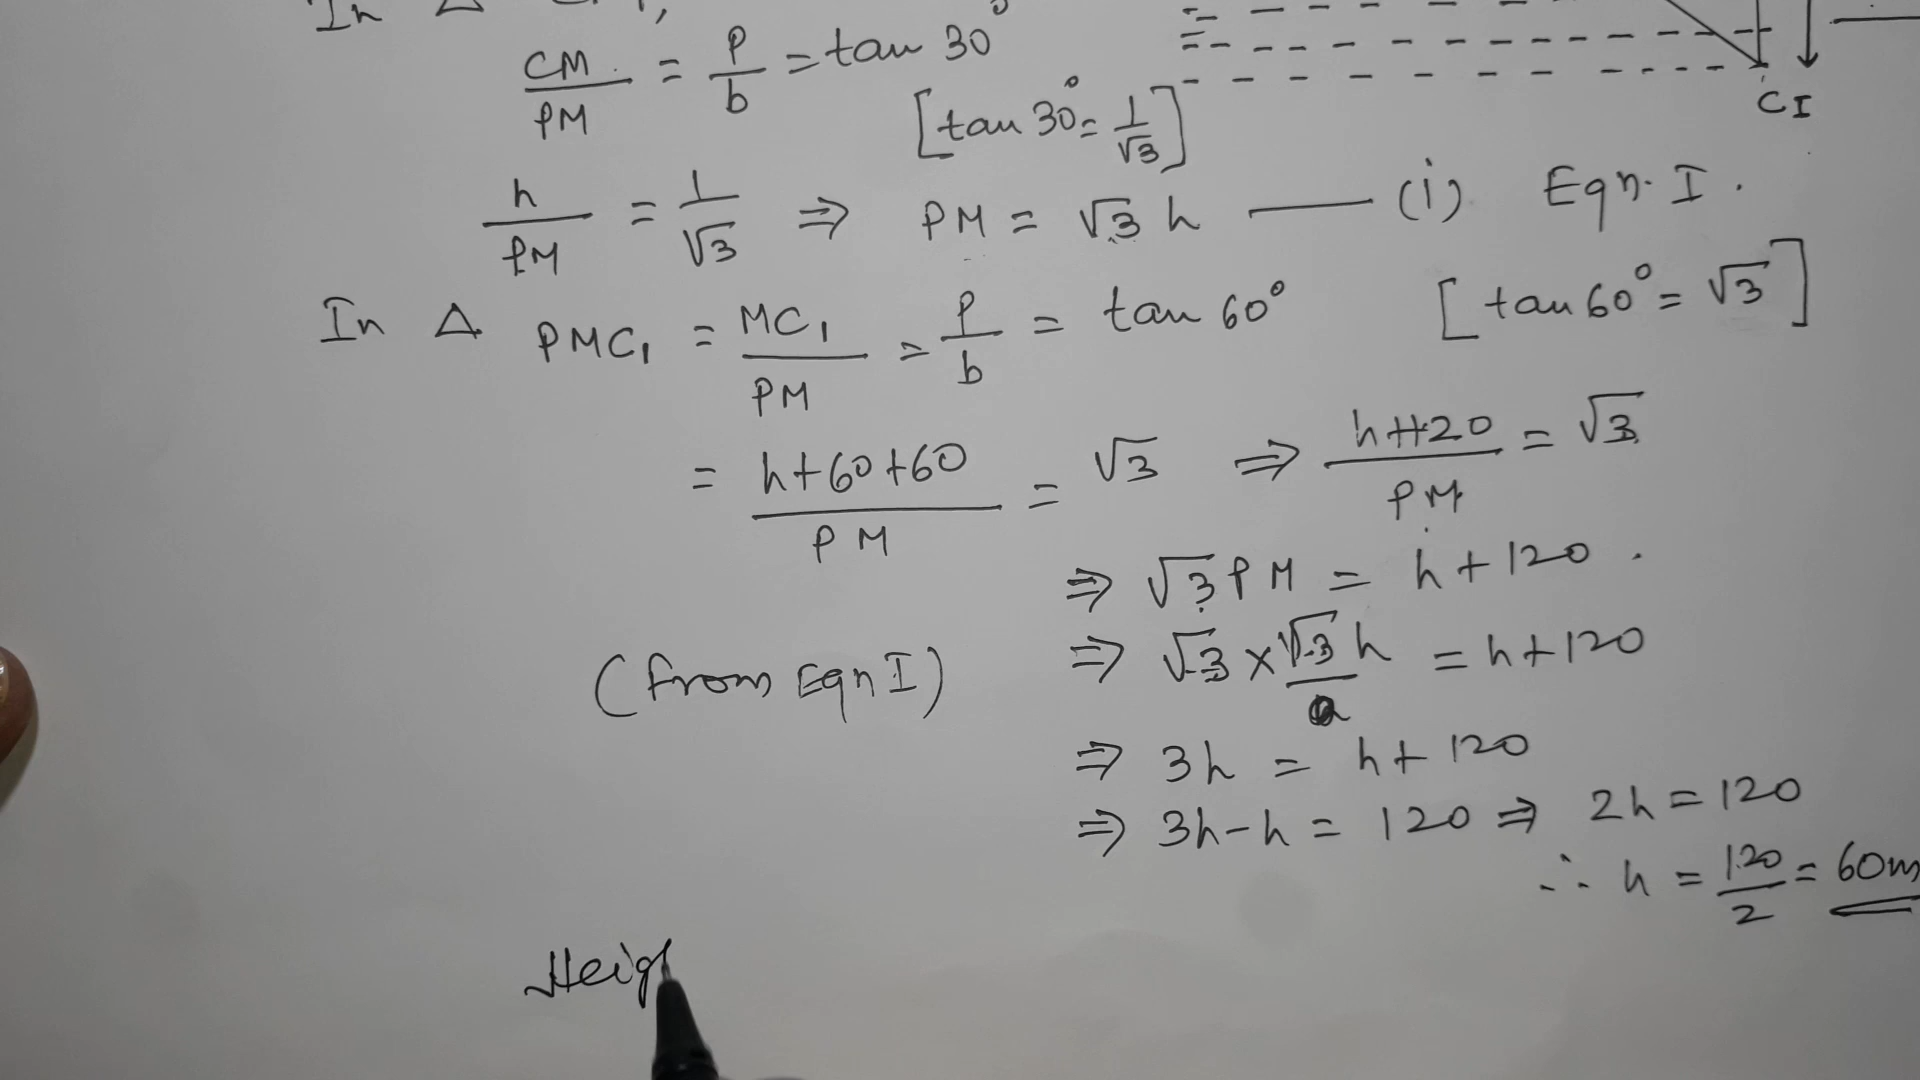 In Δ
CM/PM = P/b = tan 30°
[tan 30° = 1/√3]
C I
h/PM = 1/√3 ⇒ PM = √3 h —— (i) Eqn. I.
In Δ PMC₁ = MC₁/PM = P/b = tan 60° [tan 60° = √3]
= h+60+60/PM = √3 ⇒ h+120/PM = √3
⇒ √3 PM = h+120.
(from Eqn I) ⇒ √3 × √3 h = h+120
⇒ 3h = h+120
⇒ 3h-h = 120 ⇒ 2h = 120
∴ h = 120/2 = 60m
Heig